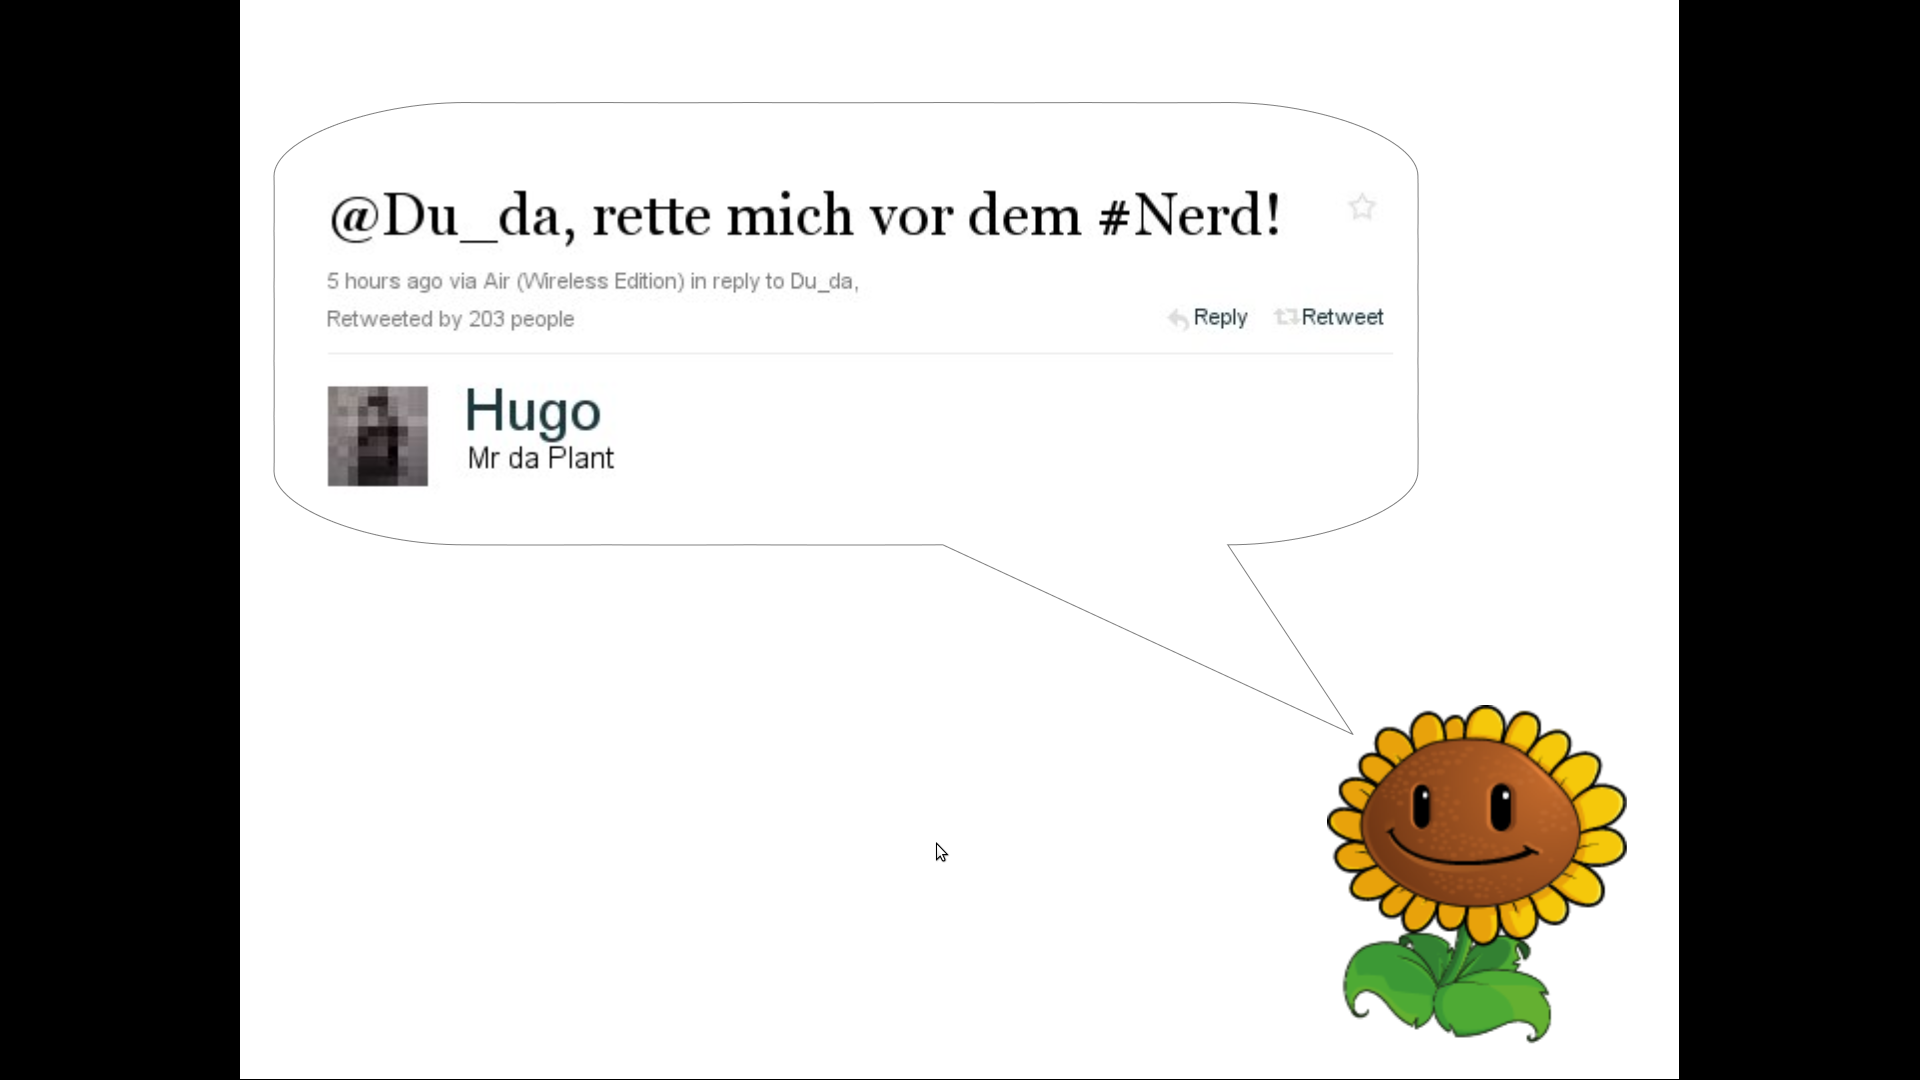 @Du_da, rette mich vor dem #Nerd!
5 hours ago via Air (Wireless Edition) in reply to Du_da,
Retweeted by 203 people
Reply Retweet
Hugo
Mr da Plant